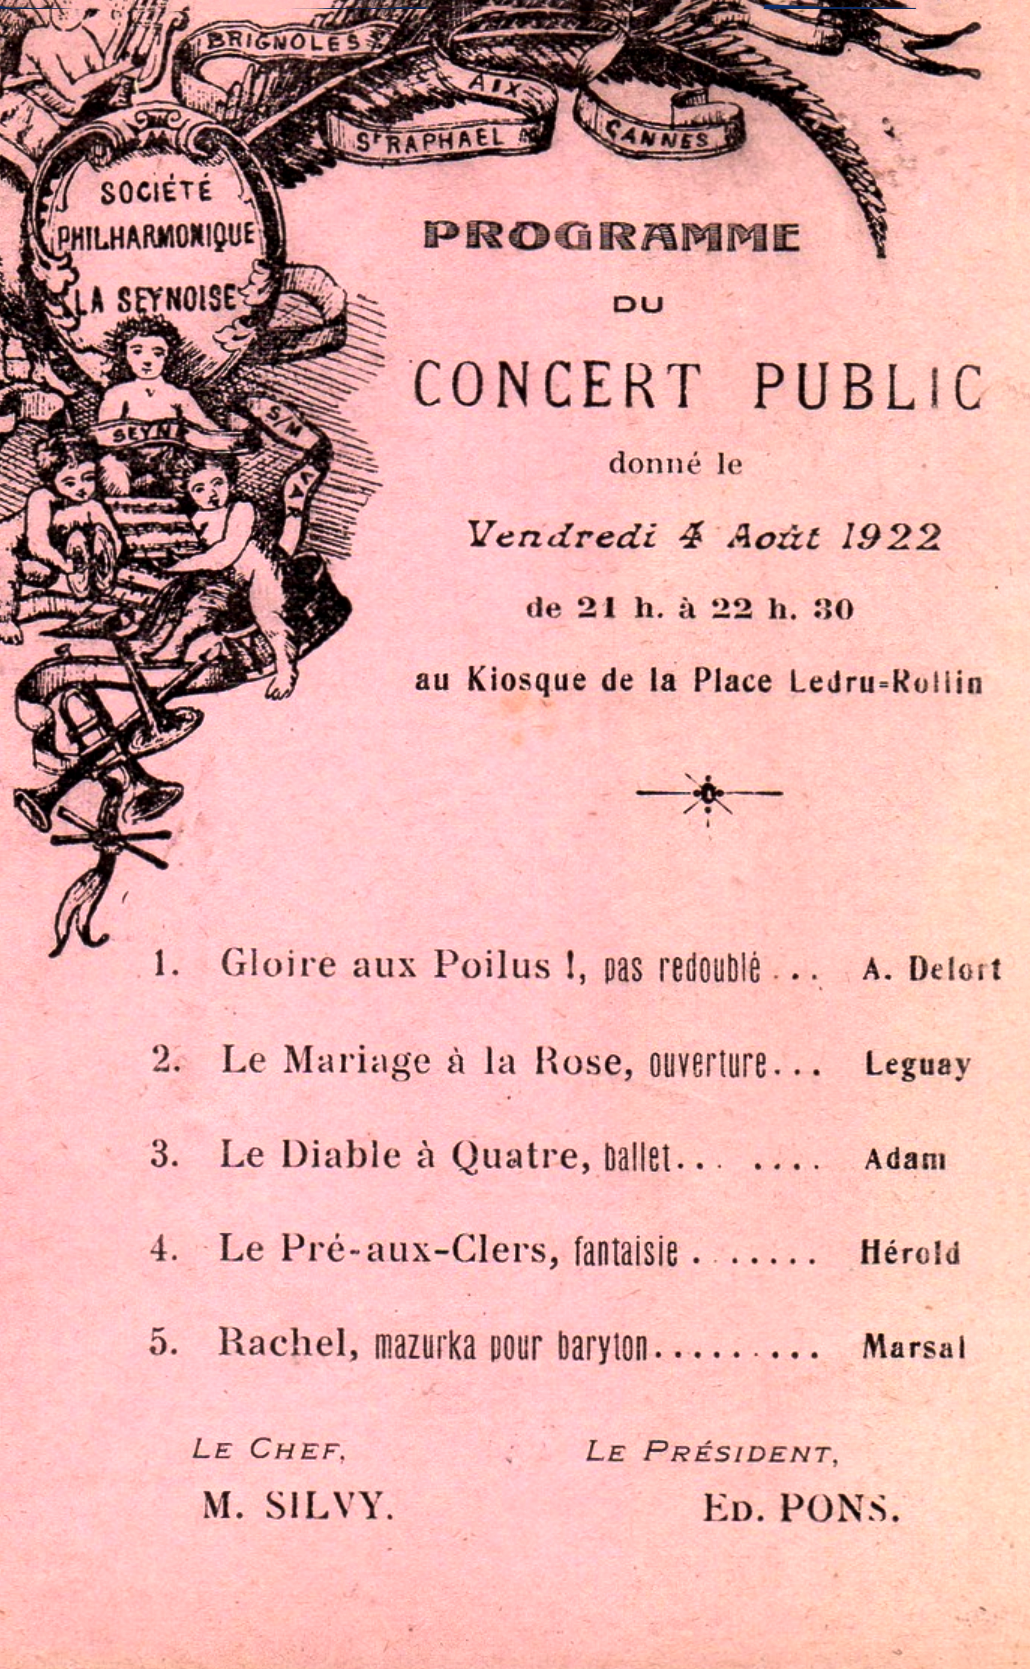 BRIGNOLES
AIX
St RAPHAEL
CANNES
SOCIÉTÉ
PHILHARMONIQUE
LA SEYNOISE
SEYNE
S/M
VAR
PROGRAMME
DU
CONCERT PUBLIC
donné le
Vendredi 4 Août 1922
de 21 h. à 22 h. 30
au Kiosque de la Place Ledru=Rollin
1. Gloire aux Poilus !, pas redoublé ... A. Delort
2. Le Mariage à la Rose, ouverture... Leguay
3. Le Diable à Quatre, ballet... .... Adam
4. Le Pré-aux-Clers, fantaisie . ...... Hérold
5. Rachel, mazurka pour baryton......... Marsal
LE CHEF, LE PRÉSIDENT,
M. SILVY. ED. PONS.